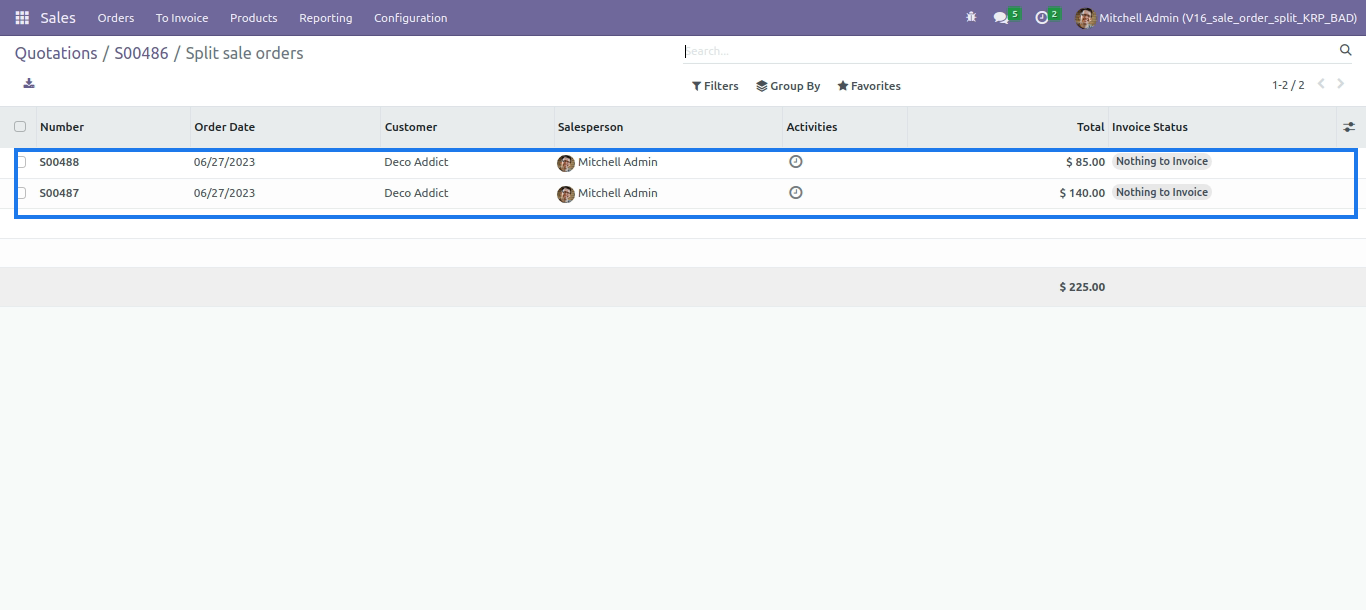 Sales Orders To Invoice Products Reporting Configuration 5 2 Mitchell Admin (V16_sale_order_split_KRP_BAD)
Quotations / S00486 / Split sale orders Search...
Filters Group By Favorites 1-2 / 2
Number Order Date Customer Salesperson Activities Total Invoice Status
S00488 06/27/2023 Deco Addict Mitchell Admin $ 85.00 Nothing to Invoice
S00487 06/27/2023 Deco Addict Mitchell Admin $ 140.00 Nothing to Invoice
$ 225.00